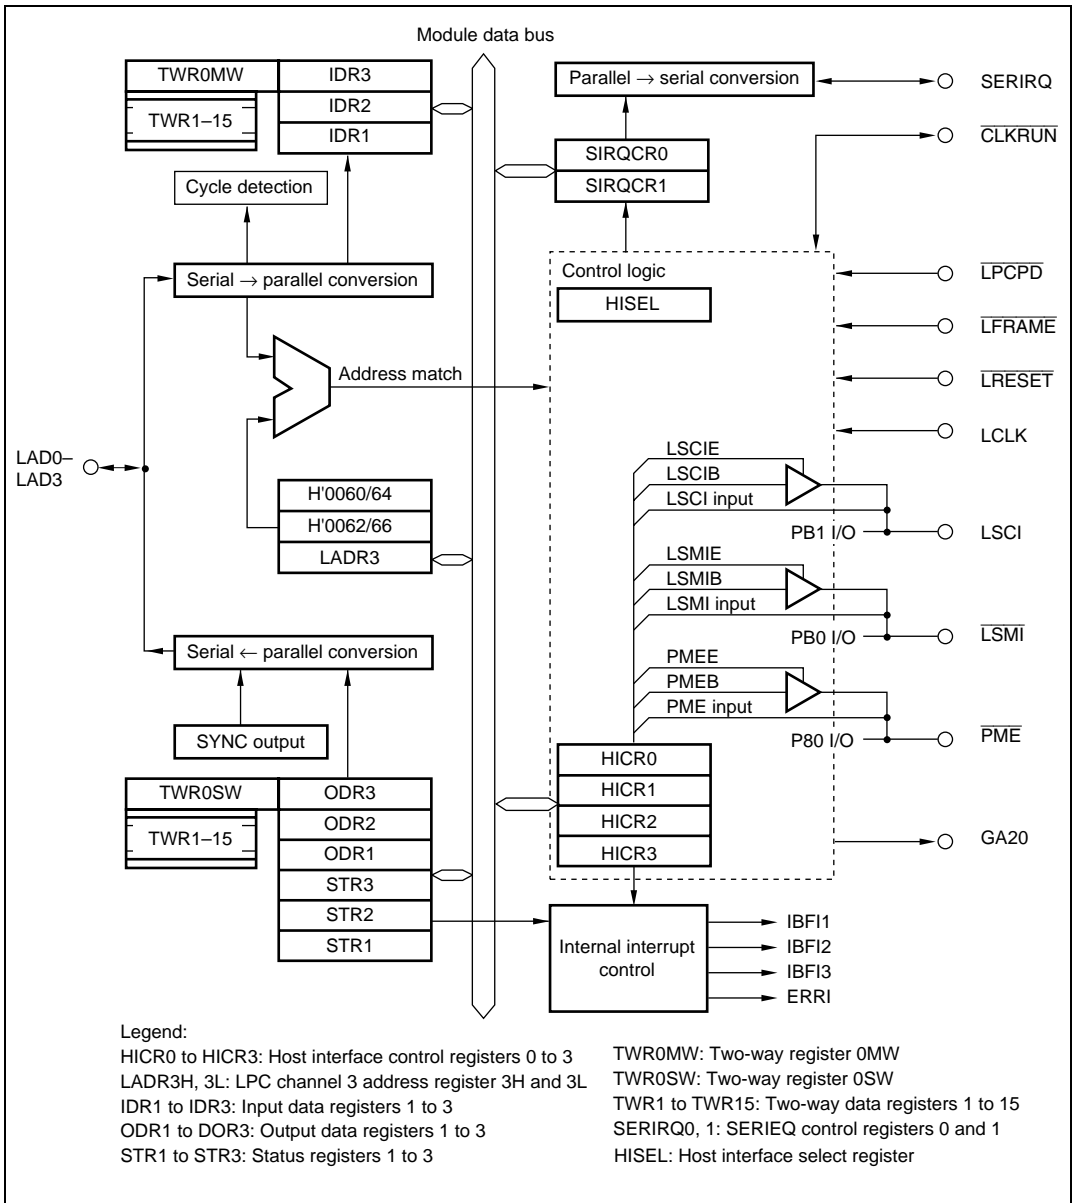 Module data bus
TWR0MW
IDR3
IDR2
IDR1
TWR1–15
Cycle detection
Serial → parallel conversion
Address match
LAD0–
LAD3
H'0060/64
H'0062/66
LADR3
Serial ← parallel conversion
SYNC output
TWR0SW
ODR3
ODR2
ODR1
STR3
STR2
STR1
TWR1–15
Parallel → serial conversion
SIRQCR0
SIRQCR1
Control logic
HISEL
LSCIE
LSCIB
LSCI input
PB1 I/O
LSMIE
LSMIB
LSMI input
PB0 I/O
PMEE
PMEB
PME input
P80 I/O
HICR0
HICR1
HICR2
HICR3
Internal interrupt
control
IBFI1
IBFI2
IBFI3
ERRI
SERIRQ
C̅L̅K̅R̅U̅N̅
L̅P̅C̅P̅D̅
L̅F̅R̅A̅M̅E̅
L̅R̅E̅S̅E̅T̅
LCLK
LSCI
L̅S̅M̅I̅
P̅M̅E̅
GA20
Legend:
HICR0 to HICR3: Host interface control registers 0 to 3
LADR3H, 3L: LPC channel 3 address register 3H and 3L
IDR1 to IDR3: Input data registers 1 to 3
ODR1 to DOR3: Output data registers 1 to 3
STR1 to STR3: Status registers 1 to 3
TWR0MW: Two-way register 0MW
TWR0SW: Two-way register 0SW
TWR1 to TWR15: Two-way data registers 1 to 15
SERIRQ0, 1: SERIEQ control registers 0 and 1
HISEL: Host interface select register